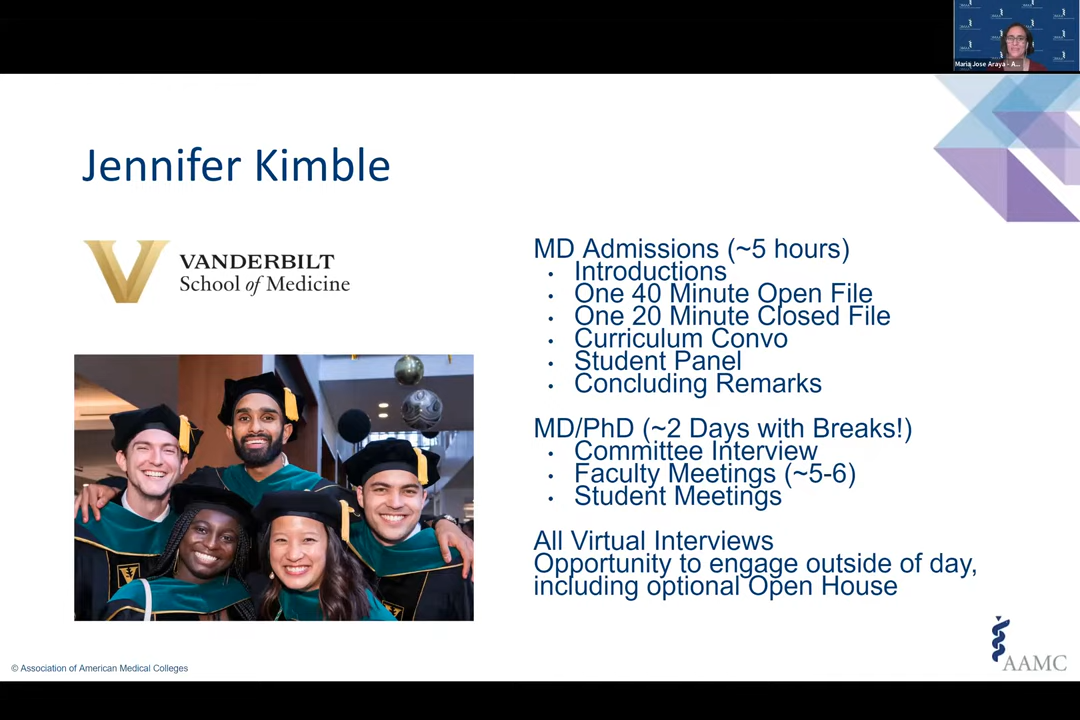 Maria Jose Araya - A...
Jennifer Kimble
VANDERBILT
School of Medicine
MD Admissions (~5 hours)
• Introductions
• One 40 Minute Open File
• One 20 Minute Closed File
• Curriculum Convo
• Student Panel
• Concluding Remarks
MD/PhD (~2 Days with Breaks!)
• Committee Interview
• Faculty Meetings (~5-6)
• Student Meetings
All Virtual Interviews
Opportunity to engage outside of day,
including optional Open House
© Association of American Medical Colleges
AAMC